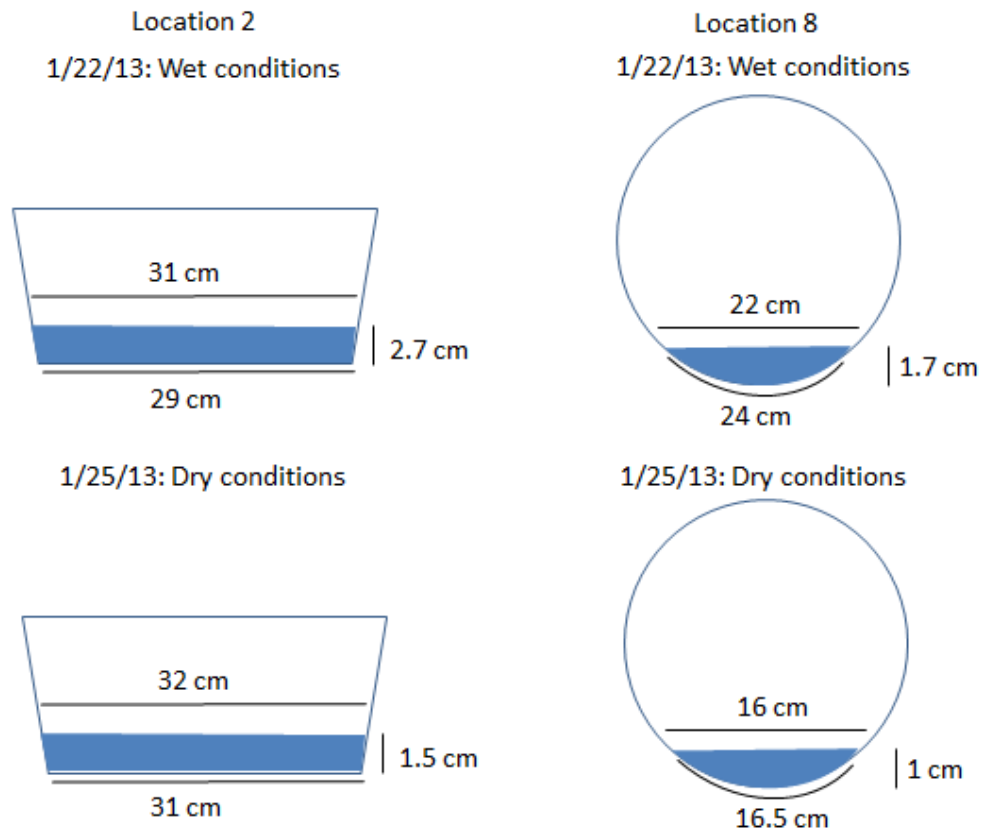 Location 2
1/22/13: Wet conditions
31 cm
2.7 cm
29 cm
1/25/13: Dry conditions
32 cm
1.5 cm
31 cm
Location 8
1/22/13: Wet conditions
22 cm
1.7 cm
24 cm
1/25/13: Dry conditions
16 cm
1 cm
16.5 cm